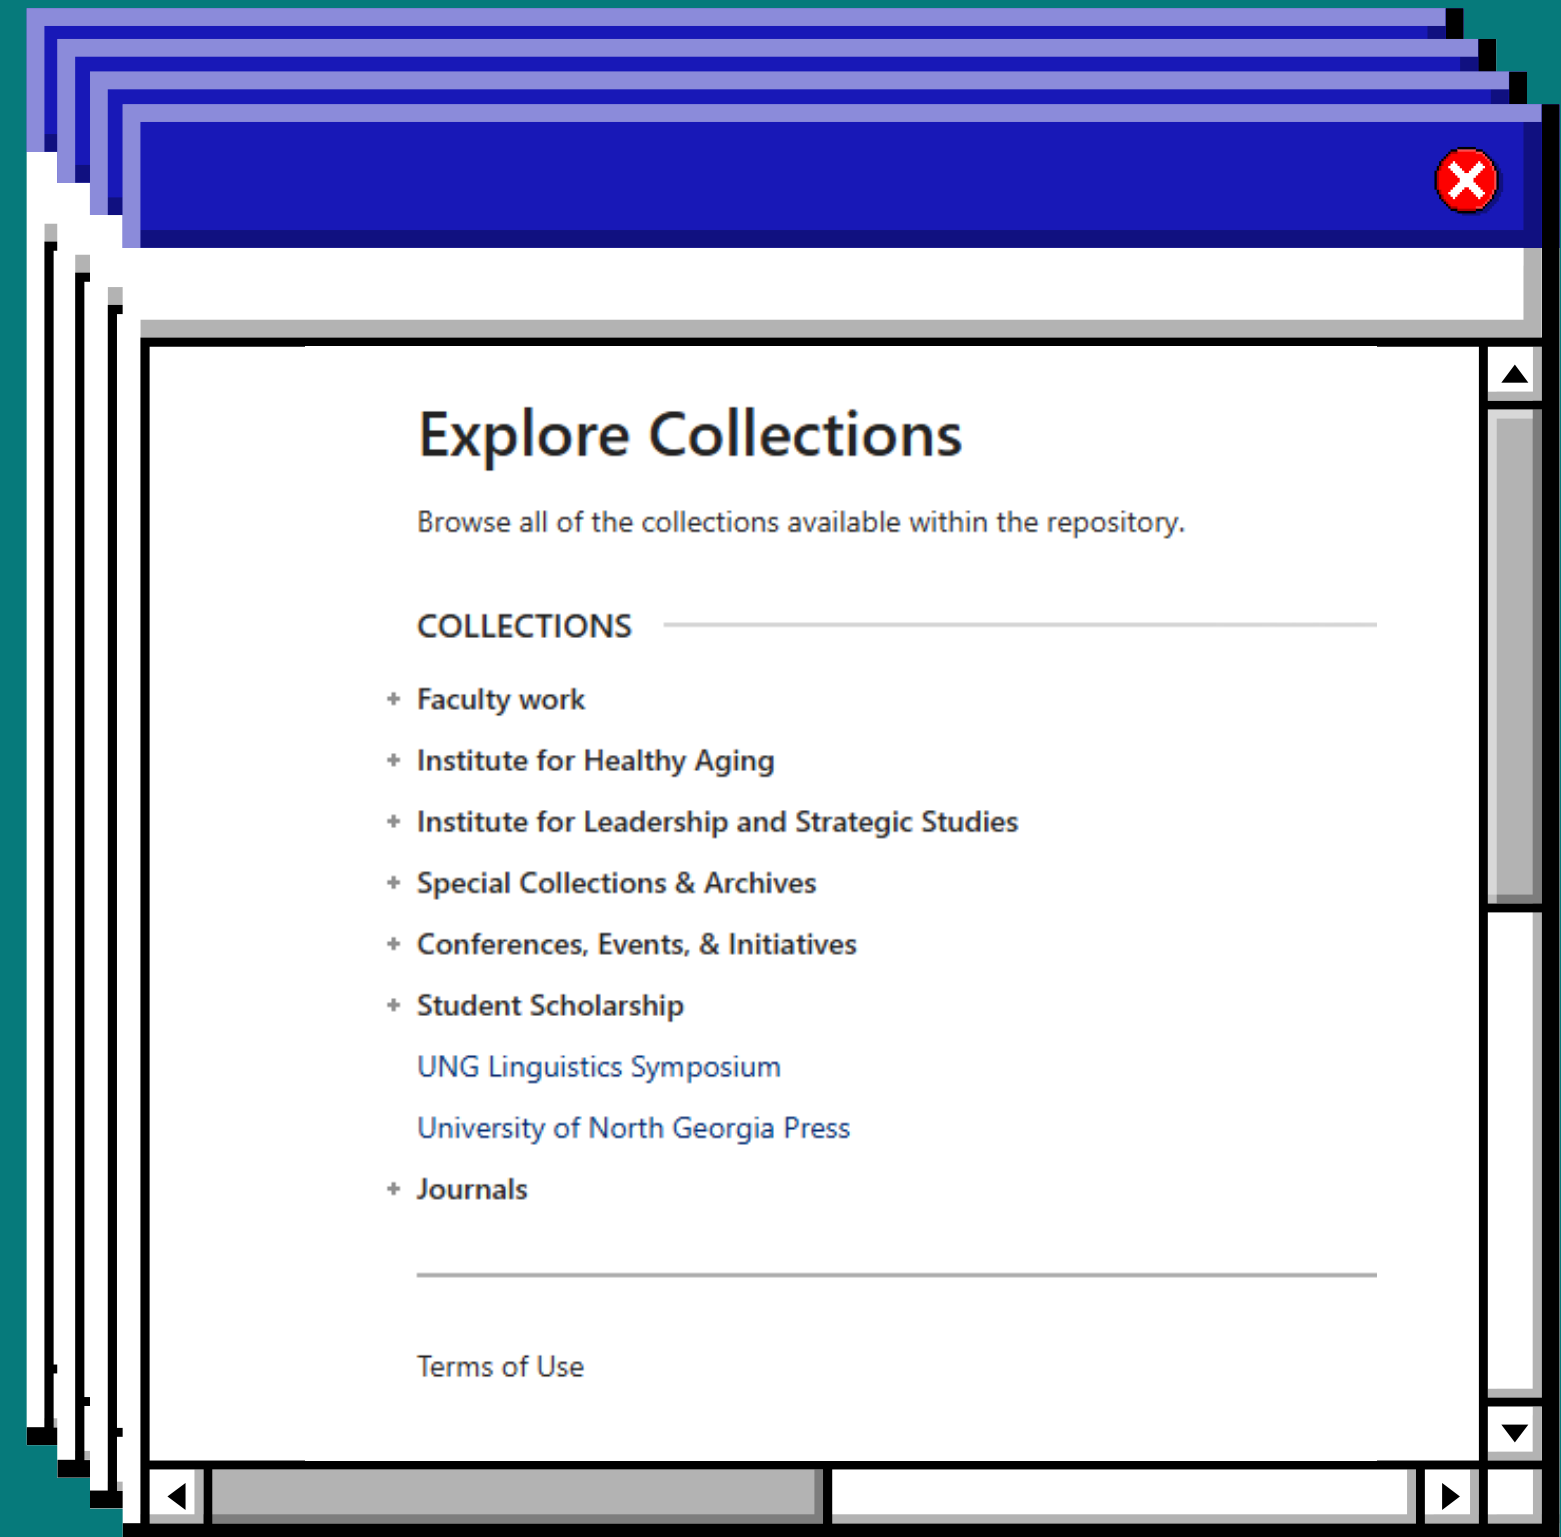 Explore Collections
Browse all of the collections available within the repository.
COLLECTIONS
Faculty work
Institute for Healthy Aging
Institute for Leadership and Strategic Studies
Special Collections & Archives
Conferences, Events, & Initiatives
Student Scholarship
UNG Linguistics Symposium
University of North Georgia Press
Journals
Terms of Use